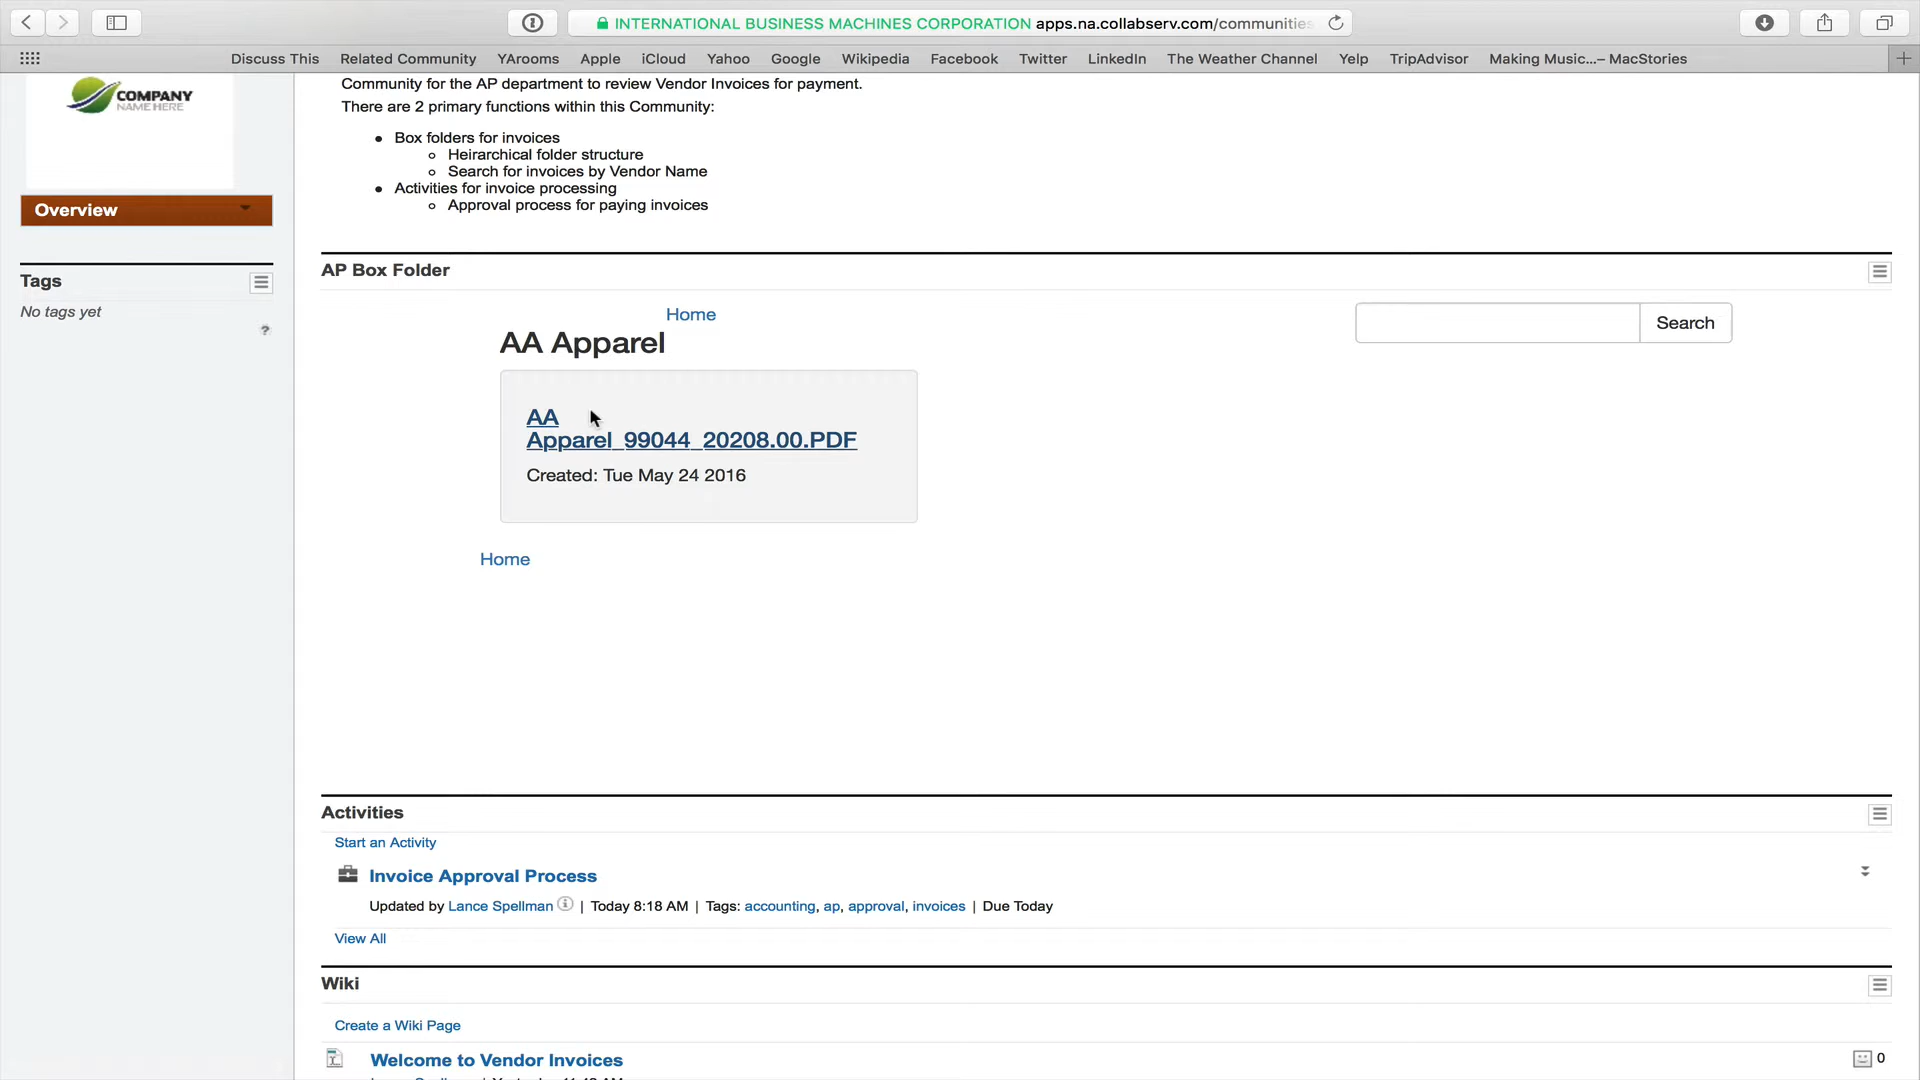 INTERNATIONAL BUSINESS MACHINES CORPORATION apps.na.collabserv.com/communities
Discuss This Related Community YArooms Apple iCloud Yahoo Google Wikipedia Facebook Twitter LinkedIn The Weather Channel Yelp TripAdvisor Making Music...– MacStories
COMPANY
NAME HERE
Overview
Tags
No tags yet
?
Community for the AP department to review Vendor Invoices for payment.
There are 2 primary functions within this Community:
Box folders for invoices
Heirarchical folder structure
Search for invoices by Vendor Name
Activities for invoice processing
Approval process for paying invoices
AP Box Folder
Home
Search
AA Apparel
AA
Apparel_99044_20208.00.PDF
Created: Tue May 24 2016
Home
Activities
Start an Activity
Invoice Approval Process
Updated by Lance Spellman | Today 8:18 AM | Tags: accounting, ap, approval, invoices | Due Today
View All
Wiki
Create a Wiki Page
Welcome to Vendor Invoices
0